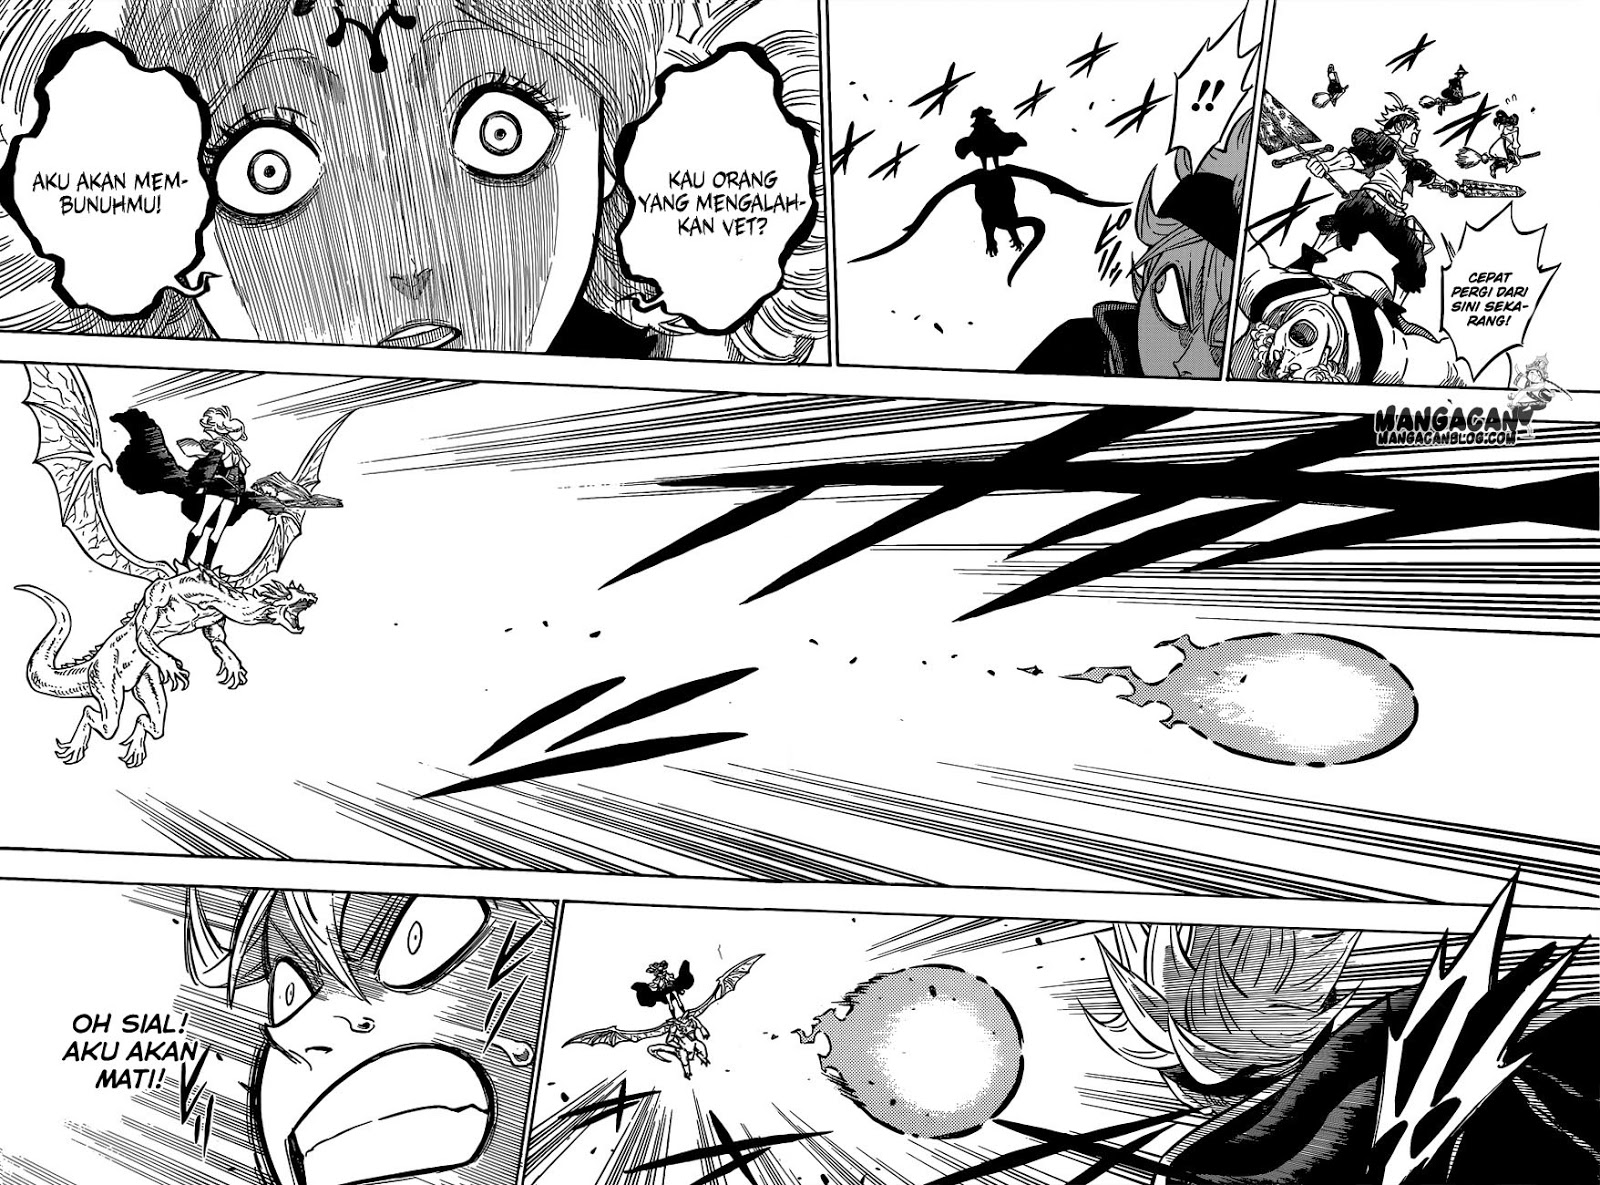 CEPAT
PERGI DARI
SINI SEKA-
RANG!
!!
KAU ORANG
YANG MENGALAH-
KAN VET?
AKU AKAN MEM-
BUNUHMU!
MANGACAN
MANGACANBLOG.COM
OH SIAL!
AKU AKAN
MATI!